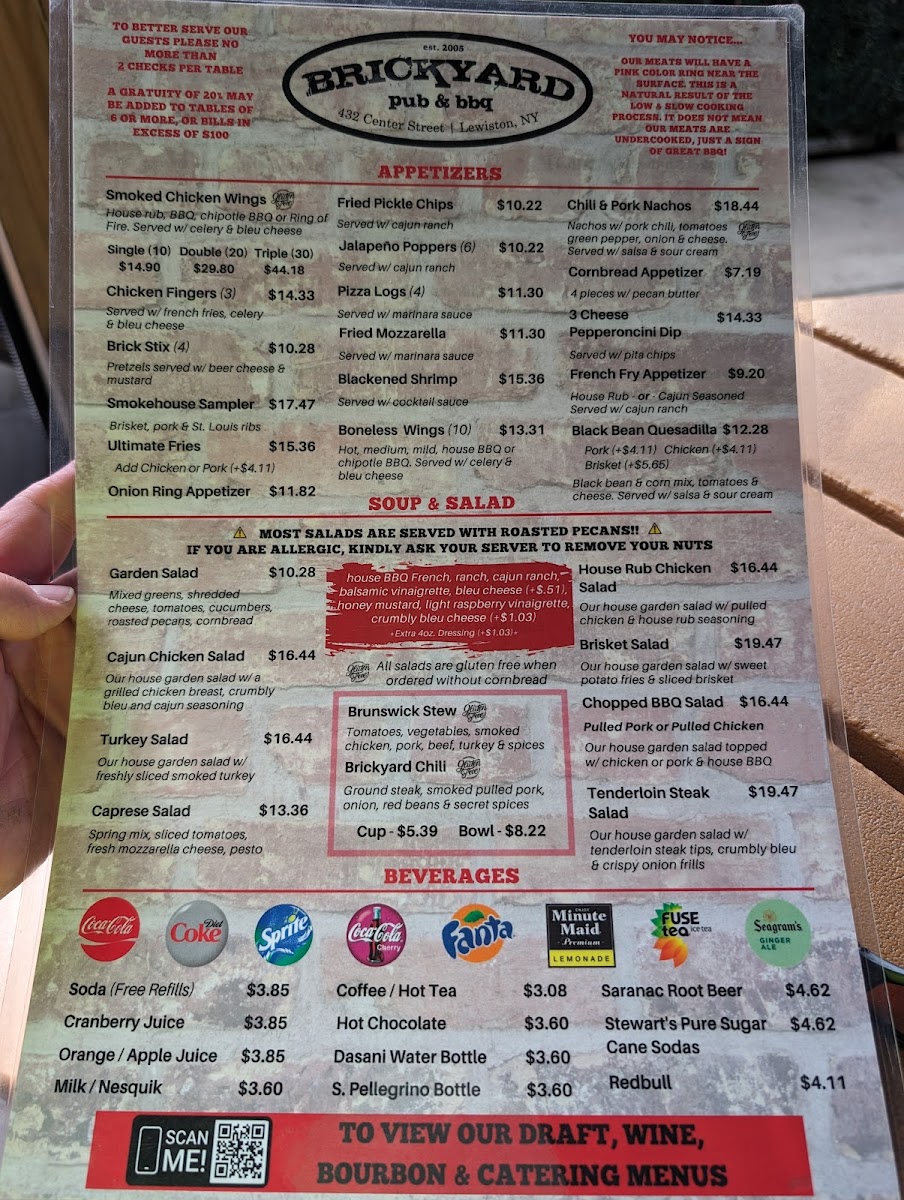 TO BETTER SERVE OUR
GUESTS PLEASE NO
MORE THAN
2 CHECKS PER TABLE
A GRATUITY OF 20% MAY
BE ADDED TO TABLES OF
6 OR MORE, OR BILLS IN
EXCESS OF $100
est. 2005
BRICKYARD
pub & bbq
432 Center Street | Lewiston, NY
YOU MAY NOTICE...
OUR MEATS WILL HAVE A
PINK COLOR RING NEAR THE
SURFACE. THIS IS A
NATURAL RESULT OF THE
LOW & SLOW COOKING
PROCESS. IT DOES NOT MEAN
OUR MEATS ARE
UNDERCOOKED, JUST A SIGN
OF GREAT BBQ!
APPETIZERS
Smoked Chicken Wings Gluten Free
House rub, BBQ, chipotle BBQ or Ring of
Fire. Served w/ celery & bleu cheese
Single (10) Double (20) Triple (30)
$14.90 $29.80 $44.18
Chicken Fingers (3) $14.33
Served w/ french fries, celery
& bleu cheese
Brick Stix (4) $10.28
Pretzels served w/ beer cheese &
mustard
Smokehouse Sampler $17.47
Brisket, pork & St. Louis ribs
Ultimate Fries $15.36
Add Chicken or Pork (+$4.11)
Onion Ring Appetizer $11.82
Fried Pickle Chips $10.22
Served w/ cajun ranch
Jalapeño Poppers (6) $10.22
Served w/ cajun ranch
Pizza Logs (4) $11.30
Served w/ marinara sauce
Fried Mozzarella $11.30
Served w/ marinara sauce
Blackened Shrimp $15.36
Served w/ cocktail sauce
Boneless Wings (10) $13.31
Hot, medium, mild, house BBQ or
chipotle BBQ. Served w/ celery &
bleu cheese
Chili & Pork Nachos $18.44
Nachos w/ pork chili, tomatoes Gluten Free
green pepper, onion & cheese.
Served w/ salsa & sour cream
Cornbread Appetizer $7.19
4 pieces w/ pecan butter
3 Cheese $14.33
Pepperoncini Dip
Served w/ pita chips
French Fry Appetizer $9.20
House Rub - or - Cajun Seasoned
Served w/ cajun ranch
Black Bean Quesadilla $12.28
Pork (+$4.11) Chicken (+$4.11)
Brisket (+$5.65)
Black bean & corn mix, tomatoes &
cheese. Served w/ salsa & sour cream
SOUP & SALAD
MOST SALADS ARE SERVED WITH ROASTED PECANS!!
IF YOU ARE ALLERGIC, KINDLY ASK YOUR SERVER TO REMOVE YOUR NUTS
Garden Salad $10.28
Mixed greens, shredded
cheese, tomatoes, cucumbers,
roasted pecans, cornbread
Cajun Chicken Salad $16.44
Our house garden salad w/ a
grilled chicken breast, crumbly
bleu and cajun seasoning
Turkey Salad $16.44
Our house garden salad w/
freshly sliced smoked turkey
Caprese Salad $13.36
Spring mix, sliced tomatoes,
fresh mozzarella cheese, pesto
house BBQ French, ranch, cajun ranch,
balsamic vinaigrette, bleu cheese (+$.51),
honey mustard, light raspberry vinaigrette,
crumbly bleu cheese (+$1.03)
*Extra 4oz. Dressing (+$1.03)*
Gluten Free All salads are gluten free when
ordered without cornbread
Brunswick Stew Gluten Free
Tomatoes, vegetables, smoked
chicken, pork, beef, turkey & spices
Brickyard Chili Gluten Free
Ground steak, smoked pulled pork,
onion, red beans & secret spices
Cup - $5.39 Bowl - $8.22
House Rub Chicken $16.44
Salad
Our house garden salad w/ pulled
chicken & house rub seasoning
Brisket Salad $19.47
Our house garden salad w/ sweet
potato fries & sliced brisket
Chopped BBQ Salad $16.44
Pulled Pork or Pulled Chicken
Our house garden salad topped
w/ chicken or pork & house BBQ
Tenderloin Steak $19.47
Salad
Our house garden salad w/
tenderloin steak tips, crumbly bleu
& crispy onion frills
BEVERAGES
Coca-Cola
Diet Coke
Sprite
Coca-Cola Cherry
Fanta
Minute
Maid
Premium
LEMONADE
FUSE
tea iced tea
Seagram's
GINGER
ALE
Soda (Free Refills) $3.85
Cranberry Juice $3.85
Orange / Apple Juice $3.85
Milk / Nesquik $3.60
Coffee / Hot Tea $3.08
Hot Chocolate $3.60
Dasani Water Bottle $3.60
S. Pellegrino Bottle $3.60
Saranac Root Beer $4.62
Stewart's Pure Sugar $4.62
Cane Sodas
Redbull $4.11
SCAN
ME!
TO VIEW OUR DRAFT, WINE,
BOURBON & CATERING MENUS